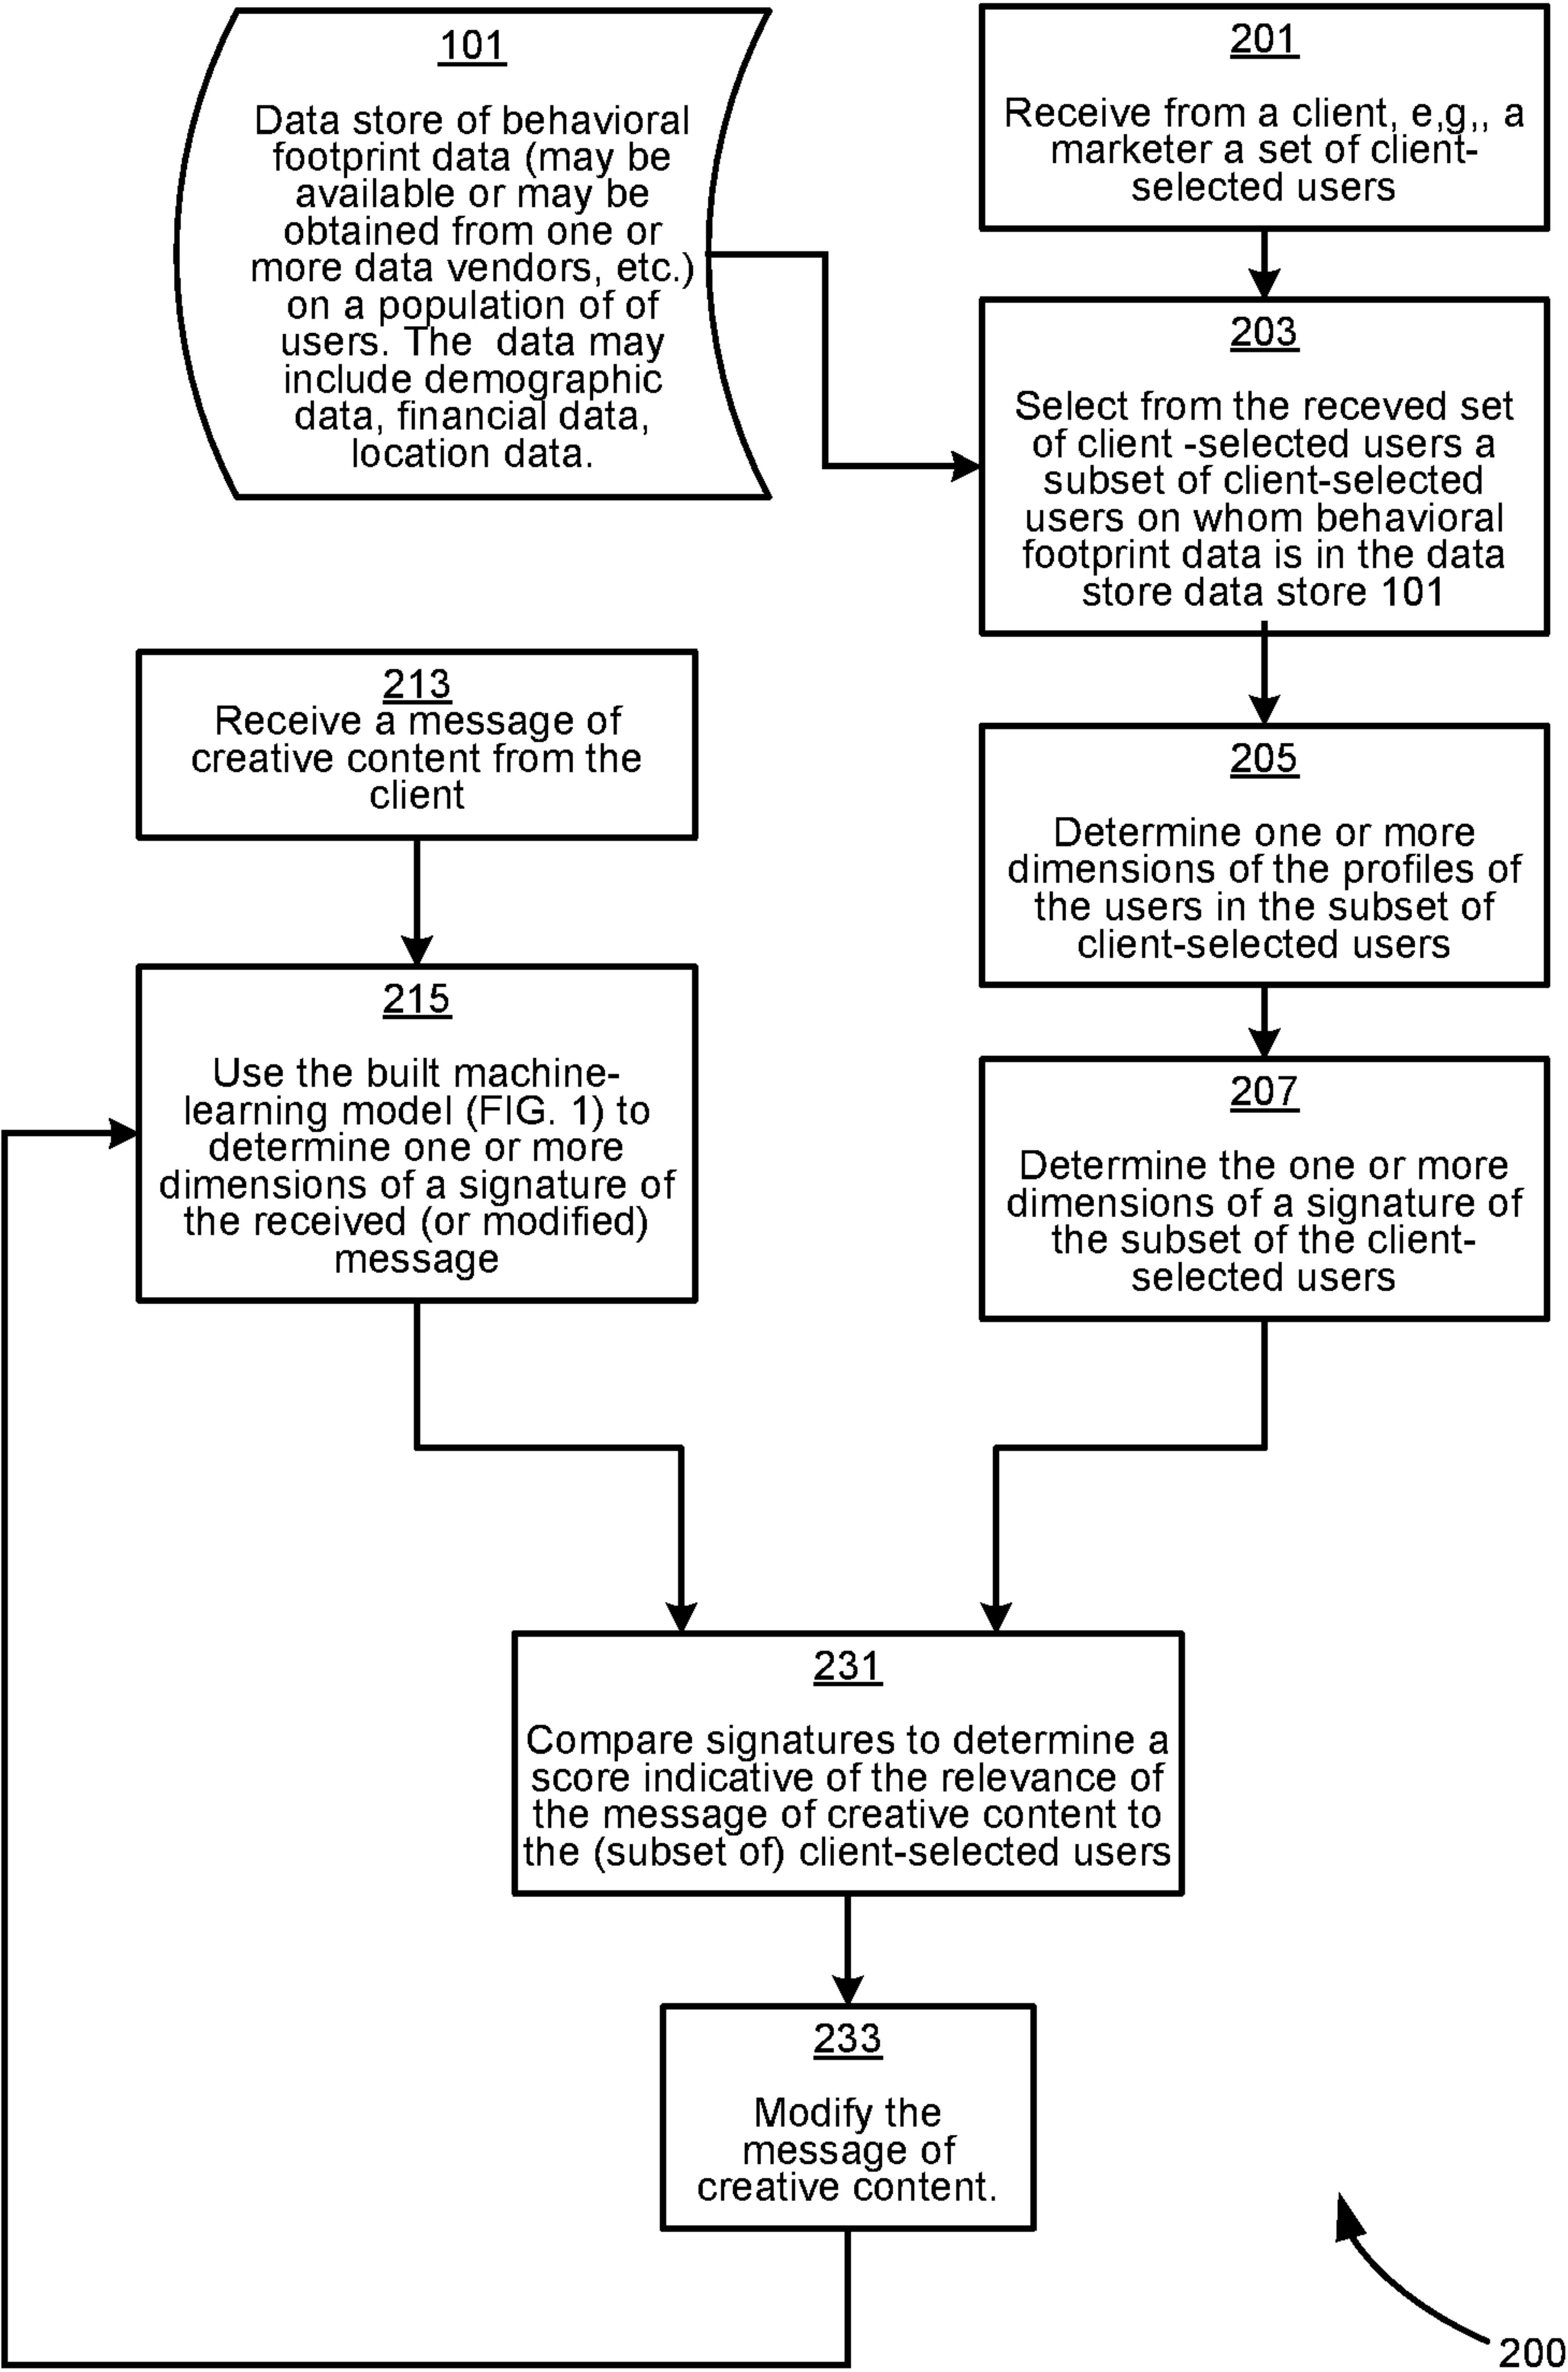 101
Data store of behavioral
footprint data (may be
available or may be
obtained from one or
more data vendors, etc.)
on a population of of
users. The  data may
include demographic
data, financial data,
location data.
201
Receive from a client, e,g,, a
marketer a set of client-
selected users
203
Select from the receved set
of client -selected users a
subset of client-selected
users on whom behavioral
footprint data is in the data
store data store 101
213
Receive a message of
creative content from the
client
205
Determine one or more
dimensions of the profiles of
the users in the subset of
client-selected users
215
Use the built machine-
learning model (FIG. 1) to
determine one or more
dimensions of a signature of
the received (or modified)
message
207
Determine the one or more
dimensions of a signature of
the subset of the client-
selected users
231
Compare signatures to determine a
score indicative of the relevance of
the message of creative content to
the (subset of) client-selected users
233
Modify the
message of
creative content.
200